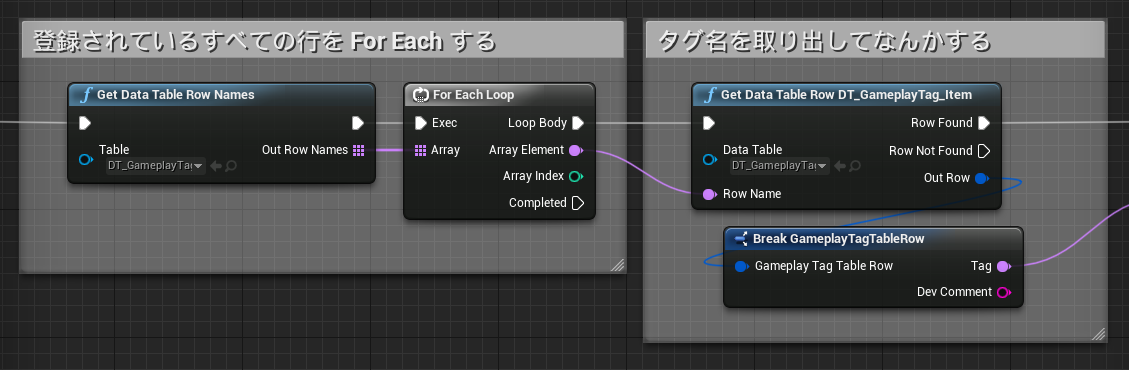 登録されているすべての行を For Each する
Get Data Table Row Names
Table
DT_GameplayTag
Out Row Names
For Each Loop
Exec
Loop Body
Array
Array Element
Array Index
Completed
タグ名を取り出してなんかする
Get Data Table Row DT_GameplayTag_Item
Row Found
Data Table
DT_GameplayTag
Row Not Found
Out Row
Row Name
Break GameplayTagTableRow
Gameplay Tag Table Row
Tag
Dev Comment